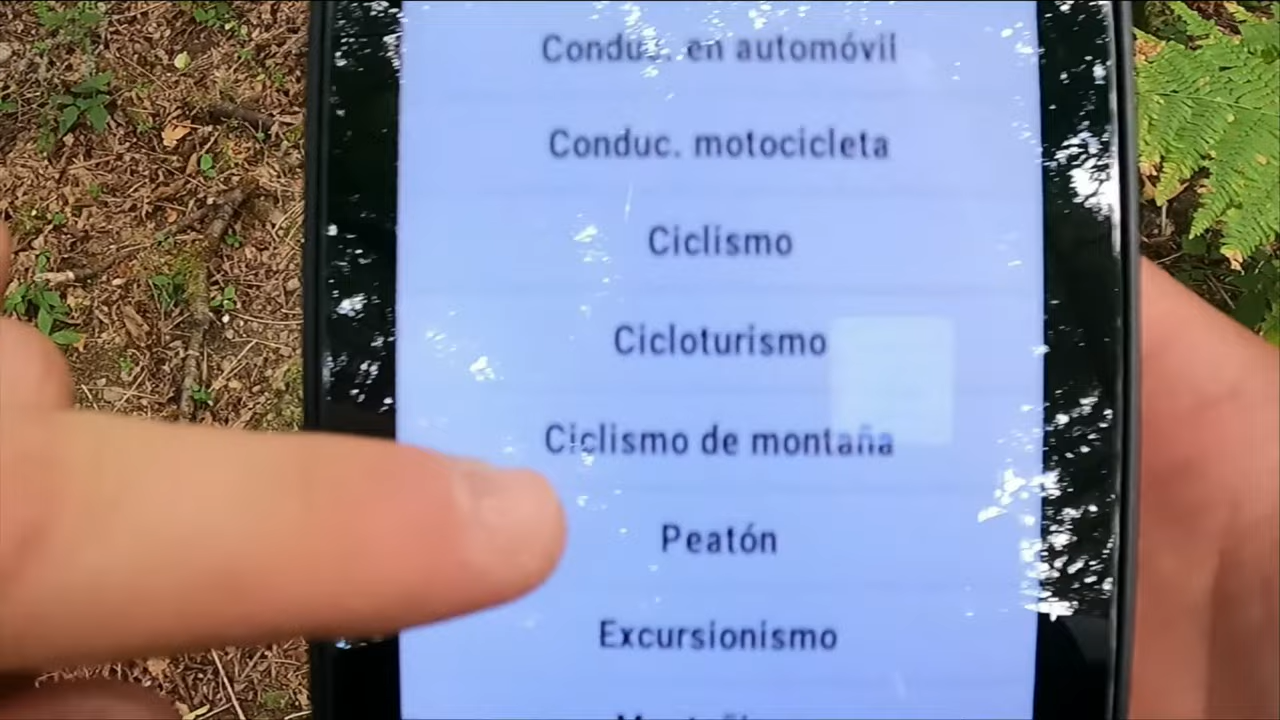 Conduc. en automóvil
Conduc. motocicleta
Ciclismo
Cicloturismo
Ciclismo de montaña
Peatón
Excursionismo